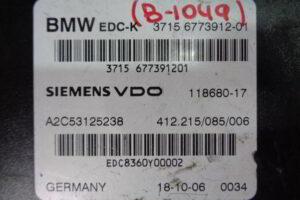 (B-1049)
BMW EDC-K 3715 6773912-01
3715 677391201
SIEMENS VDO 118680-17
A2C53125238 412.215/085/006
EDC8360Y00002
GERMANY 18-10-06 0034